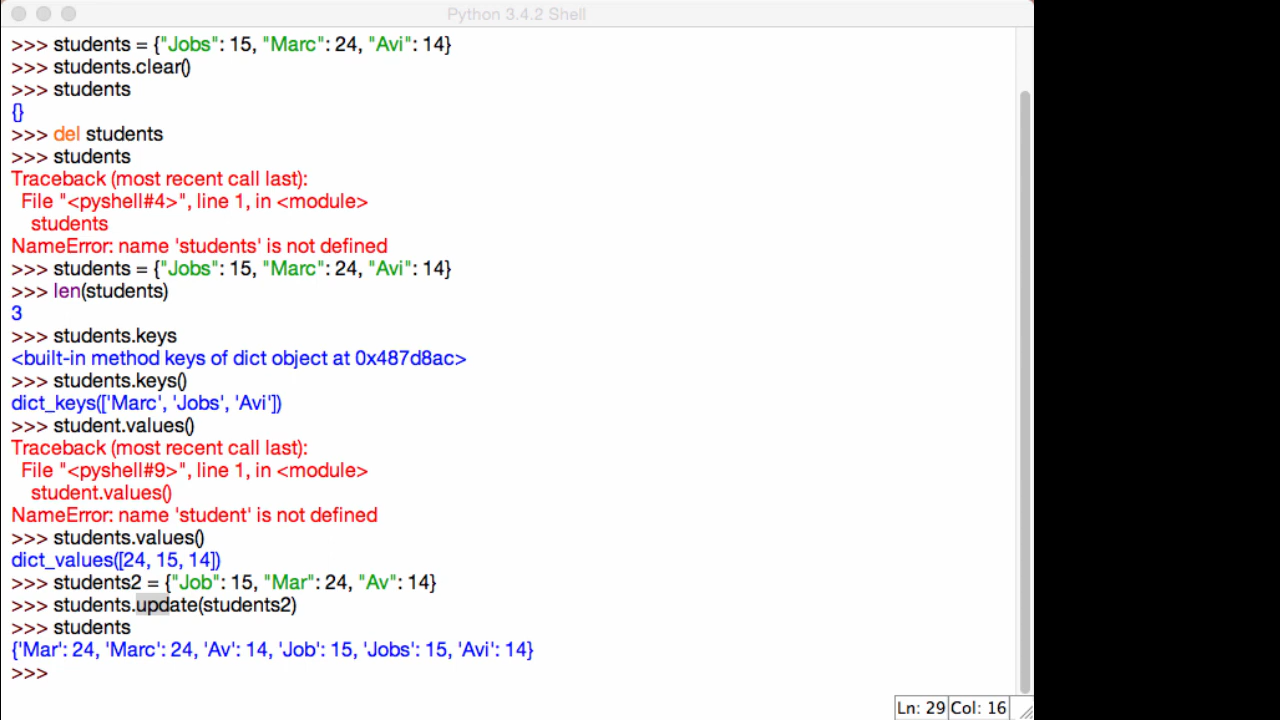 Python 3.4.2 Shell
>>> students = {"Jobs": 15, "Marc": 24, "Avi": 14}
>>> students.clear()
>>> students
{}
>>> del students
>>> students
Traceback (most recent call last):
  File "<pyshell#4>", line 1, in <module>
    students
NameError: name 'students' is not defined
>>> students = {"Jobs": 15, "Marc": 24, "Avi": 14}
>>> len(students)
3
>>> students.keys
<built-in method keys of dict object at 0x487d8ac>
>>> students.keys()
dict_keys(['Marc', 'Jobs', 'Avi'])
>>> student.values()
Traceback (most recent call last):
  File "<pyshell#9>", line 1, in <module>
    student.values()
NameError: name 'student' is not defined
>>> students.values()
dict_values([24, 15, 14])
>>> students2 = {"Job": 15, "Mar": 24, "Av": 14}
>>> students.update(students2)
>>> students
{'Mar': 24, 'Marc': 24, 'Av': 14, 'Job': 15, 'Jobs': 15, 'Avi': 14}
>>>
Ln: 29 Col: 16